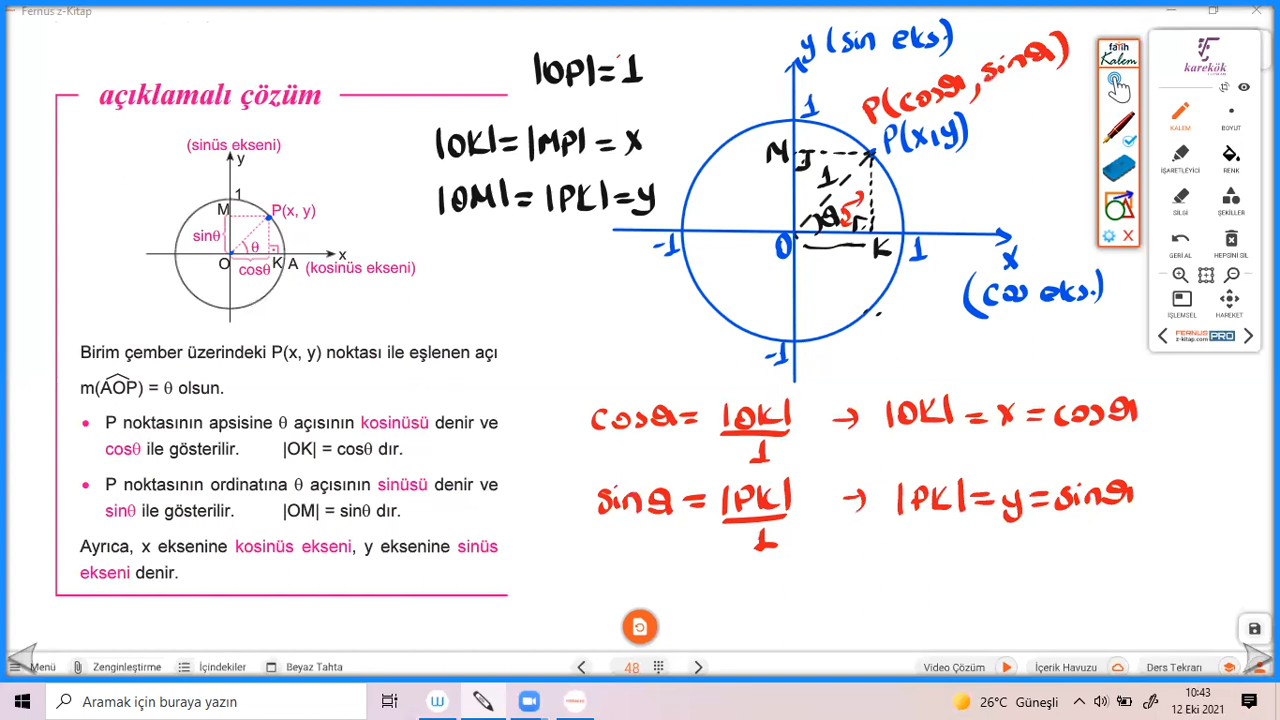 Fernus z-Kitap
açıklamalı çözüm
(sinüs ekseni)
y
1
M
P(x, y)
sinθ
θ
x
O
cosθ
K
A
(kosinüs ekseni)
Birim çember üzerindeki P(x, y) noktası ile eşlenen açı
m(AOP) = θ olsun.
• P noktasının apsisine θ açısının kosinüsü denir ve
cosθ ile gösterilir. |OK| = cosθ dır.
• P noktasının ordinatına θ açısının sinüsü denir ve
sinθ ile gösterilir. |OM| = sinθ dır.
Ayrıca, x eksenine kosinüs ekseni, y eksenine sinüs
ekseni denir.
|OP|=1
|OK|=|MP|=x
|OM|=|PK|=y
y (sin eks.)
P(cosθ, sinθ)
P(x,y)
1
M
1
θ
-1
O
K
1
x
(cos eks.)
-1
cosθ = |OK|/1 → |OK| = x = cosθ
sinθ = |PK|/1 → |PK| = y = sinθ
fatih
Kalem
karekök
KALEM
BOYUT
İŞARETLEYİCİ
RENK
SİLGİ
ŞEKİLLER
GERİ AL
HEPSİNİ SİL
İŞLEMSEL
HAREKET
FERNUS PRO
z-kitap.com
Menü
Zenginleştirme
İçindekiler
Beyaz Tahta
48
Video Çözüm
İçerik Havuzu
Ders Tekrarı
Aramak için buraya yazın
26°C Güneşli
10:43
12 Eki 2021